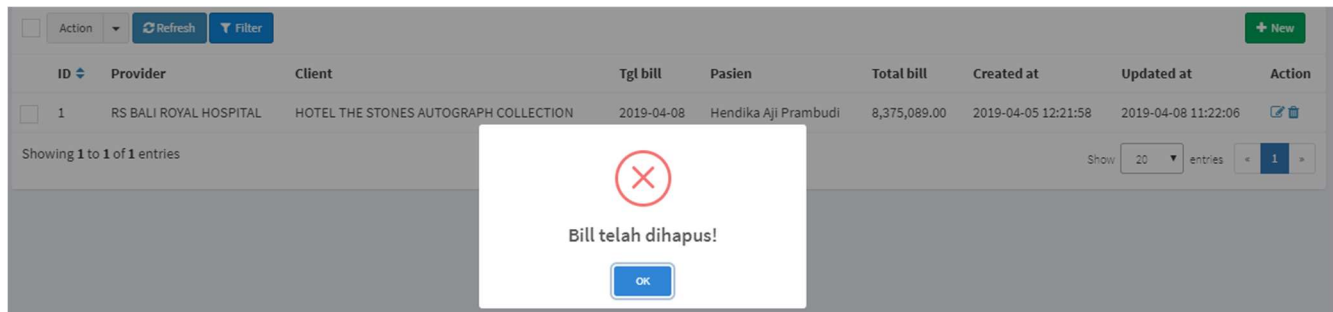 Action Refresh Filter + New
ID Provider Client Tgl bill Pasien Total bill Created at Updated at Action
1 RS BALI ROYAL HOSPITAL HOTEL THE STONES AUTOGRAPH COLLECTION 2019-04-08 Hendika Aji Prambudi 8,375,089.00 2019-04-05 12:21:58 2019-04-08 11:22:06
Showing 1 to 1 of 1 entries Show 20 entries « 1 »
Bill telah dihapus!
OK